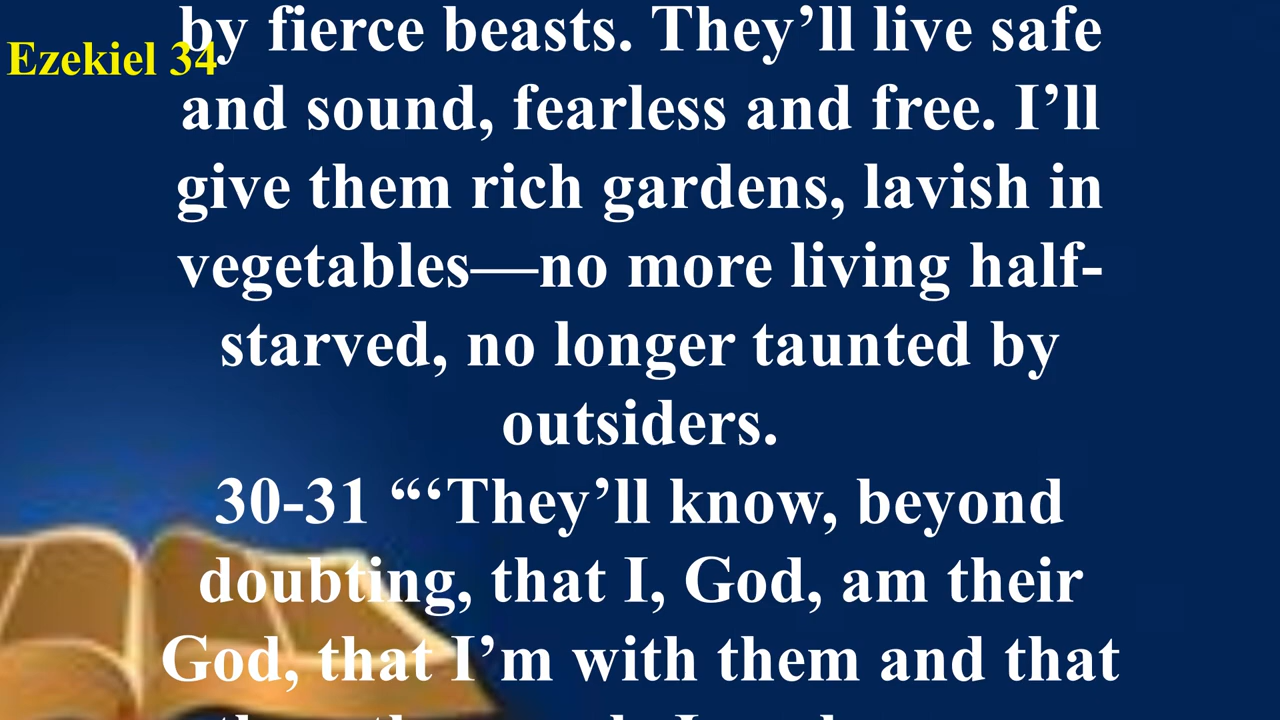 Ezekiel 34
by fierce beasts. They’ll live safe
and sound, fearless and free. I’ll
give them rich gardens, lavish in
vegetables—no more living half-
starved, no longer taunted by
outsiders.
30-31 “‘They’ll know, beyond
doubting, that I, God, am their
God, that I’m with them and that